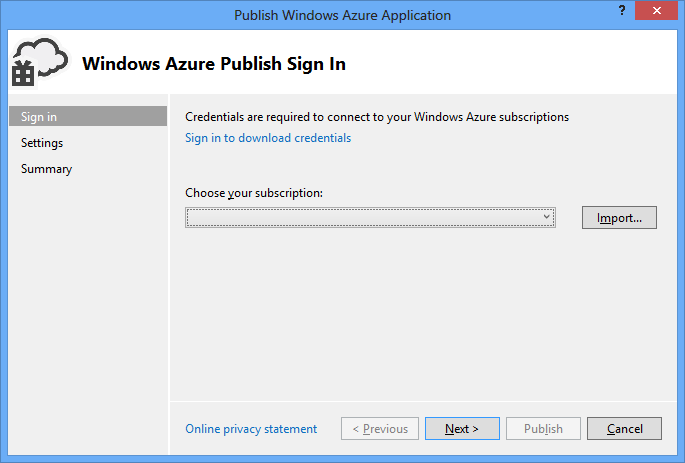 Publish Windows Azure Application
?
Windows Azure Publish Sign In
Sign in
Settings
Summary
Credentials are required to connect to your Windows Azure subscriptions
Sign in to download credentials
Choose your subscription:
Import...
Online privacy statement
< Previous
Next >
Publish
Cancel